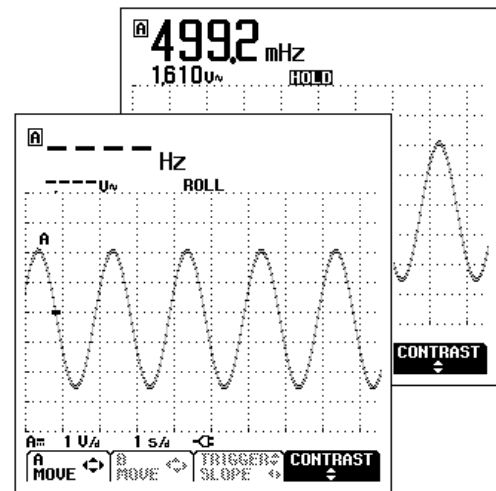 A 499.2 mHz
1.610 V~ HOLD
CONTRAST
A ---- Hz
-----V~ ROLL
A
A 1 V/d 1 s/d
A MOVE B MOVE TRIGGER SLOPE CONTRAST